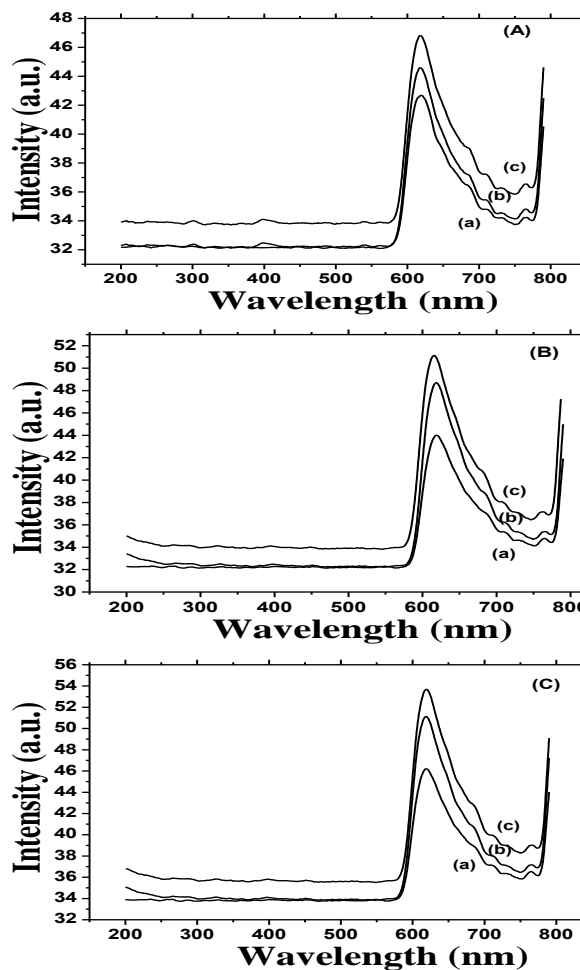 48
(A)
46
44
42
40
38
36
34
32
(c)
(b)
(a)
200 300 400 500 600 700 800
Intensity (a.u.)
Wavelength (nm)
52
(B)
50
48
46
44
42
40
38
36
34
32
30
(c)
(b)
(a)
200 300 400 500 600 700 800
Intensity (a.u.)
Wavelength (nm)
56
(C)
54
52
50
48
46
44
42
40
38
36
34
32
(c)
(b)
(a)
200 300 400 500 600 700 800
Intensity (a.u.)
Wavelength (nm)